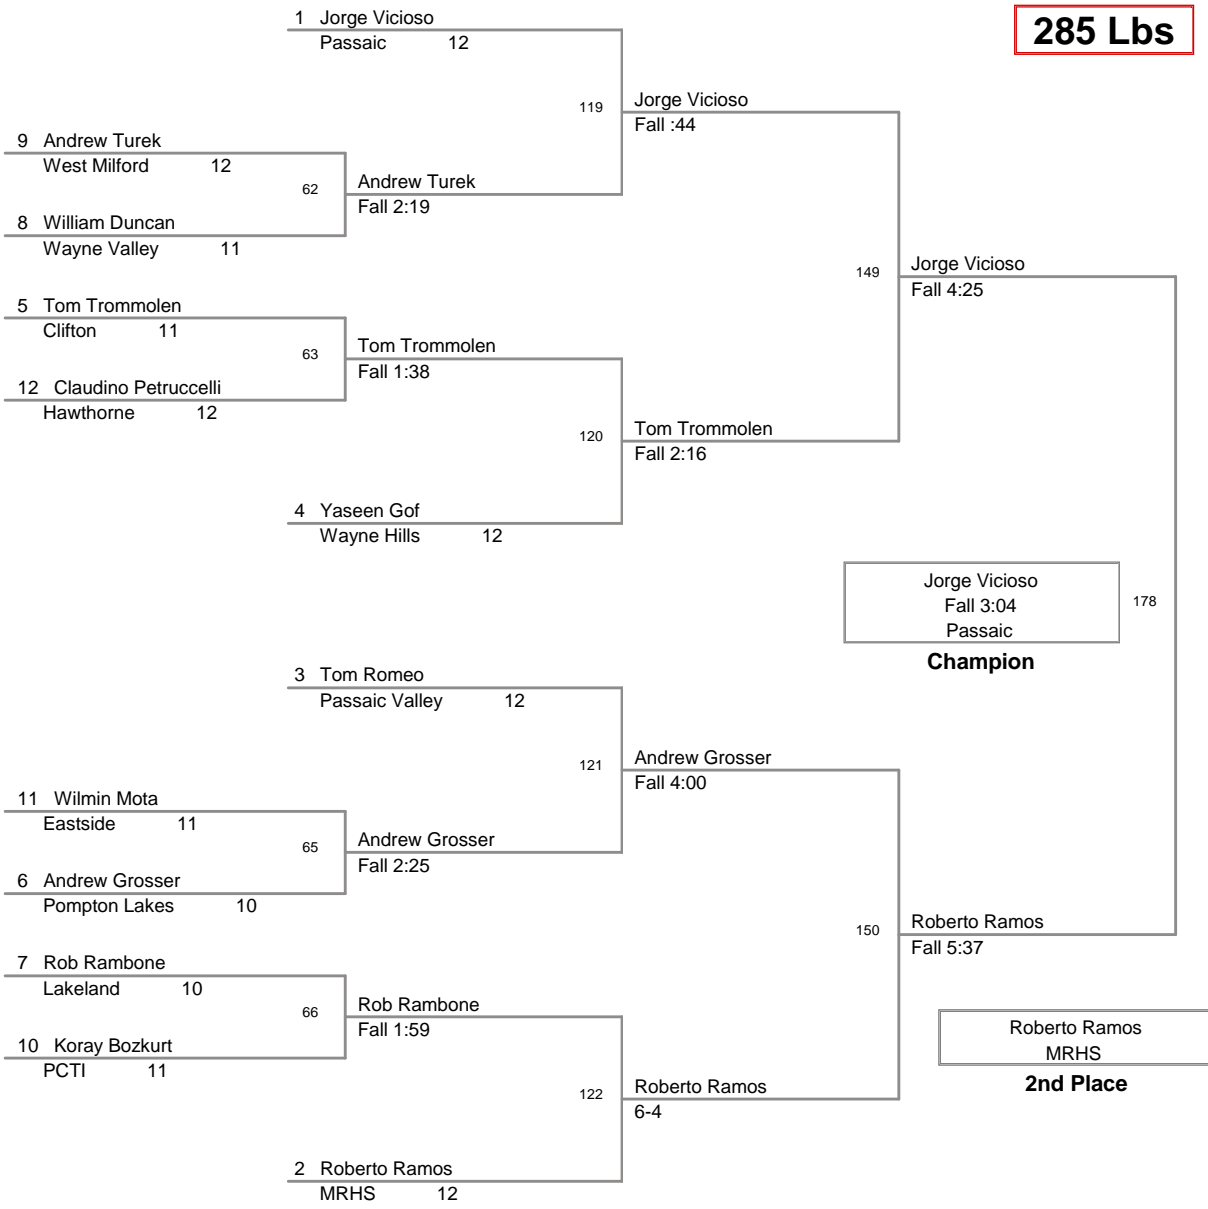 1 Jorge Vicioso
Passaic 12
285 Lbs
119
Jorge Vicioso
Fall :44
9 Andrew Turek
West Milford 12
62
Andrew Turek
Fall 2:19
8 William Duncan
Wayne Valley 11
149
Jorge Vicioso
Fall 4:25
5 Tom Trommolen
Clifton 11
63
Tom Trommolen
Fall 1:38
12 Claudino Petruccelli
Hawthorne 12
120
Tom Trommolen
Fall 2:16
4 Yaseen Gof
Wayne Hills 12
Jorge Vicioso
Fall 3:04
Passaic
178
Champion
3 Tom Romeo
Passaic Valley 12
121
Andrew Grosser
Fall 4:00
11 Wilmin Mota
Eastside 11
65
Andrew Grosser
Fall 2:25
6 Andrew Grosser
Pompton Lakes 10
150
Roberto Ramos
Fall 5:37
7 Rob Rambone
Lakeland 10
66
Rob Rambone
Fall 1:59
10 Koray Bozkurt
PCTI 11
Roberto Ramos
MRHS
2nd Place
122
Roberto Ramos
6-4
2 Roberto Ramos
MRHS 12